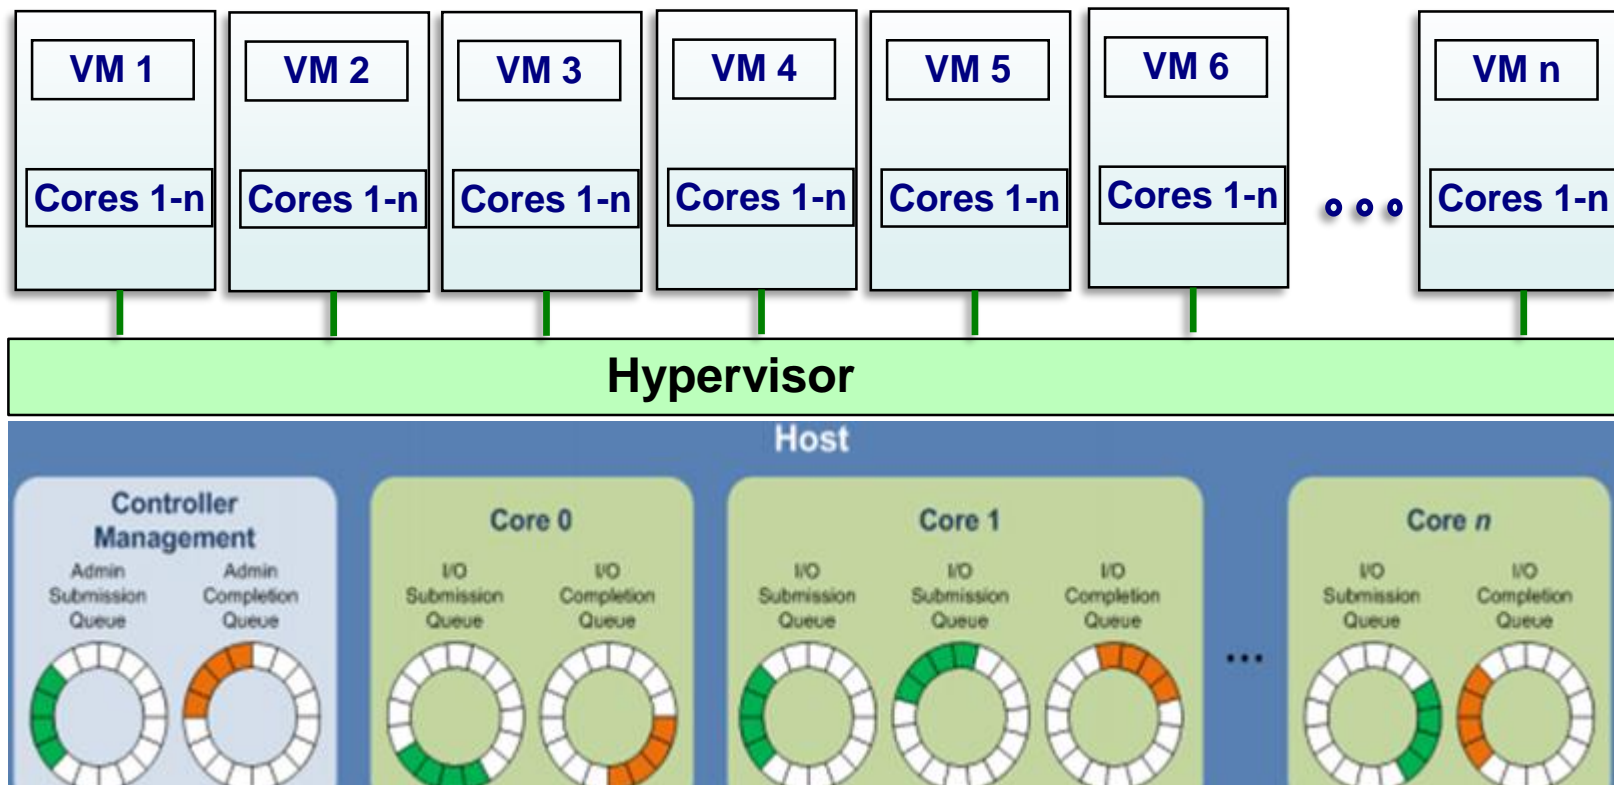 VM 1
VM 2
VM 3
VM 4
VM 5
VM 6
VM n
Cores 1-n
Cores 1-n
Cores 1-n
Cores 1-n
Cores 1-n
Cores 1-n
Cores 1-n
Hypervisor
Host
Controller
Management
Admin
Submission
Queue
Admin
Completion
Queue
Core 0
I/O
Submission
Queue
I/O
Completion
Queue
Core 1
I/O
Submission
Queue
I/O
Submission
Queue
I/O
Completion
Queue
...
Core n
I/O
Submission
Queue
I/O
Completion
Queue